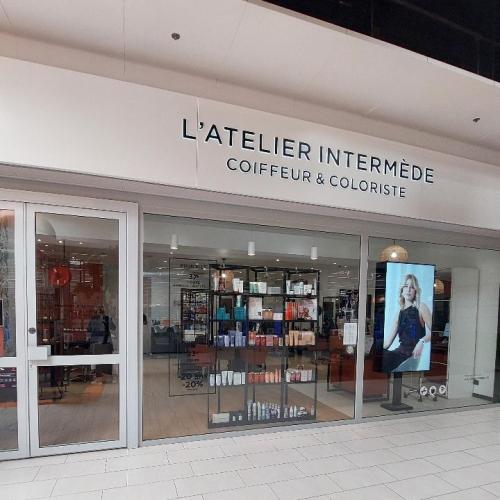 L'ATELIER INTERMÈDE
COIFFEUR & COLORISTE
-20%